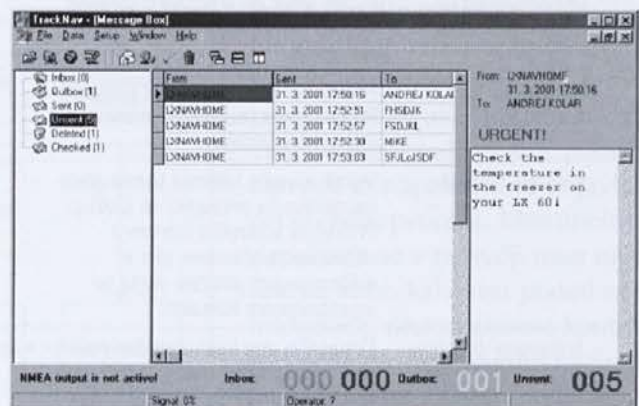 TrackNav - [Message Box]
File Data Setup Window Help
Inbox (0)
Outbox (1)
Sent (0)
Unsent (5)
Deleted (1)
Checked (1)
From Sent To
LXNAVHOME 31. 3. 2001 17:50:16 ANDREJ KOLAR
LXNAVHOME 31. 3. 2001 17:52:51 FHSDJK
LXNAVHOME 31. 3. 2001 17:52:57 FSDJKL
LXNAVHOME 31. 3. 2001 17:52:30 MIKE
LXNAVHOME 31. 3. 2001 17:53:03
From: LXNAVHOME
31. 3. 2001 17:50:16
To: ANDREJ KOLAR
URGENT!
Check the
temperature in
the freezer on
your LX 60i
NMEA output is not active! Inbox: 000 000 Outbox: 001 Unsent: 005
Signal: 0% Operator: ?